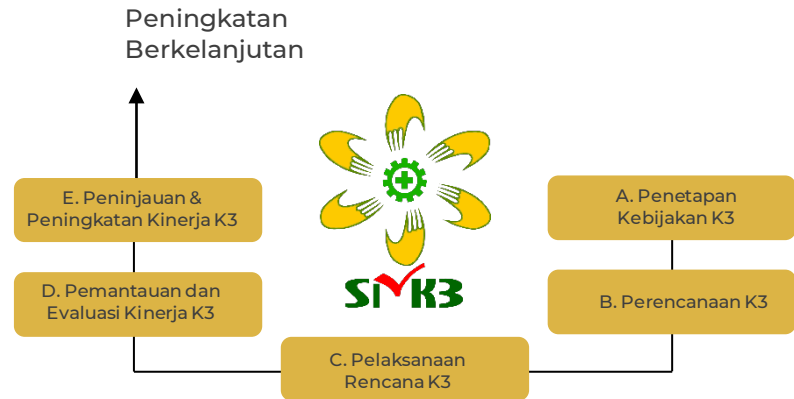 Peningkatan
Berkelanjutan
E. Peninjauan &
Peningkatan Kinerja K3
A. Penetapan
Kebijakan K3
D. Pemantauan dan
Evaluasi Kinerja K3
SMK3
B. Perencanaan K3
C. Pelaksanaan
Rencana K3